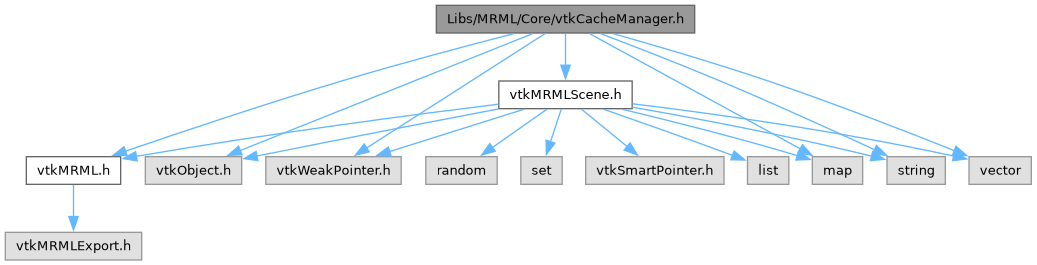 Libs/MRML/Core/vtkCacheManager.h
vtkMRMLScene.h
vtkMRML.h
vtkObject.h
vtkWeakPointer.h
random
set
vtkSmartPointer.h
list
map
string
vector
vtkMRMLExport.h